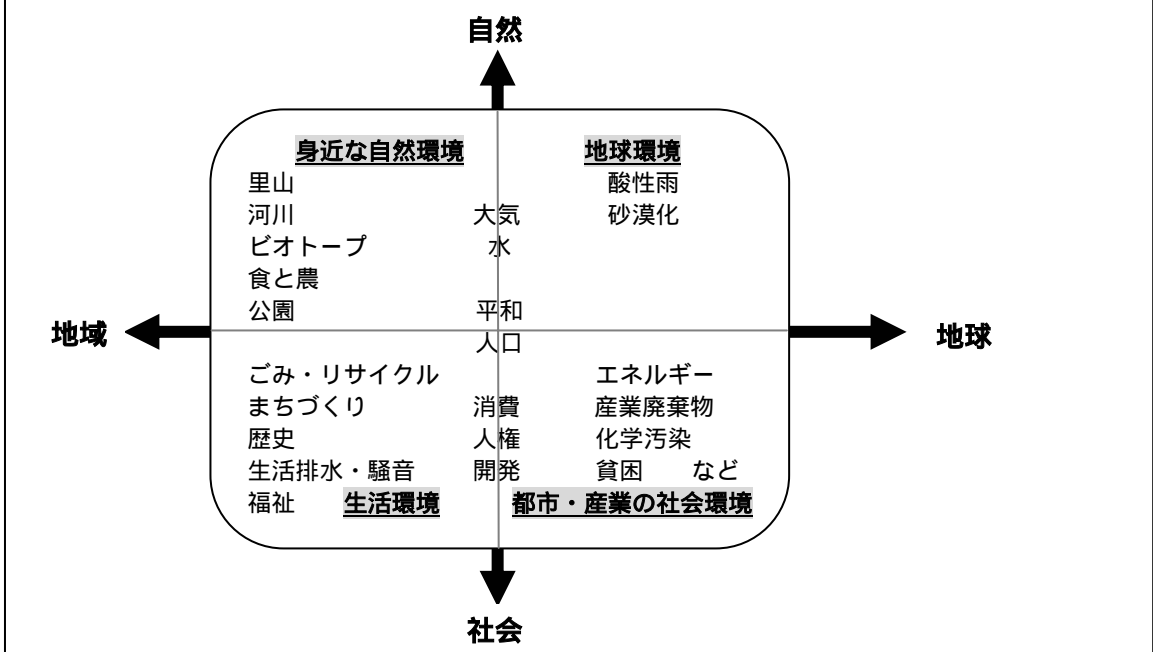 自然
身近な自然環境 地球環境
里山 酸性雨
河川 大気 砂漠化
ビオトープ 水
食と農
公園 平和
地域 地球
人口
ごみ・リサイクル エネルギー
まちづくり 消費 産業廃棄物
歴史 人権 化学汚染
生活排水・騒音 開発 貧困 など
福祉 生活環境 都市・産業の社会環境
社会